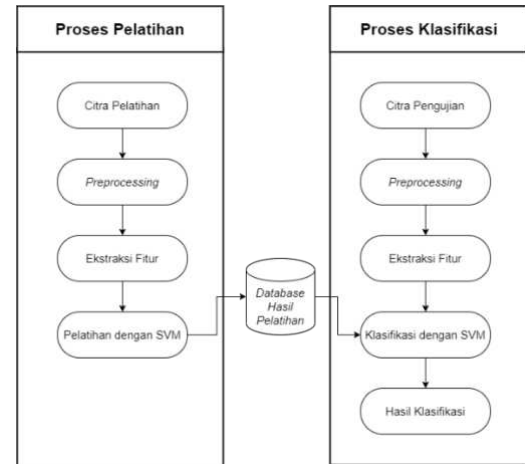 Proses Pelatihan
Citra Pelatihan
Preprocessing
Ekstraksi Fitur
Pelatihan dengan SVM
Database
Hasil
Pelatihan
Proses Klasifikasi
Citra Pengujian
Preprocessing
Ekstraksi Fitur
Klasifikasi dengan SVM
Hasil Klasifikasi